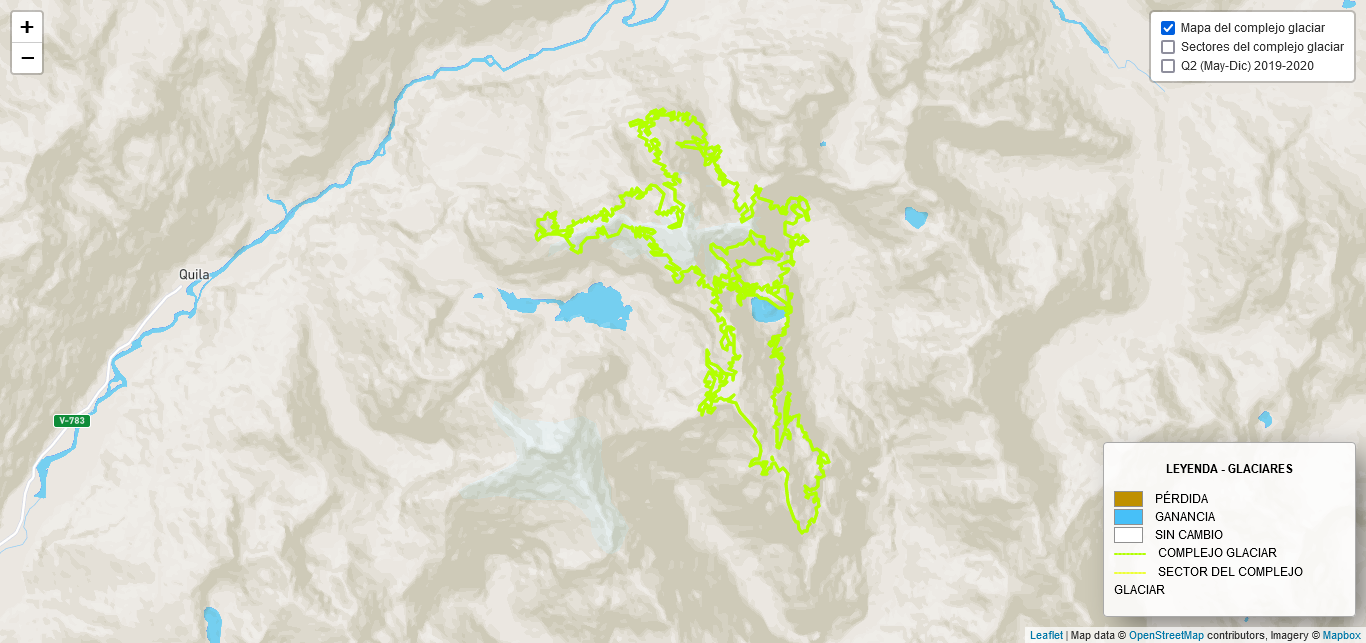 +
−
Mapa del complejo glaciar
Sectores del complejo glaciar
Q2 (May-Dic) 2019-2020
Quila
V-783
LEYENDA - GLACIARES
PÉRDIDA
GANANCIA
SIN CAMBIO
COMPLEJO GLACIAR
SECTOR DEL COMPLEJO
GLACIAR
Leaflet | Map data © OpenStreetMap contributors, Imagery © Mapbox